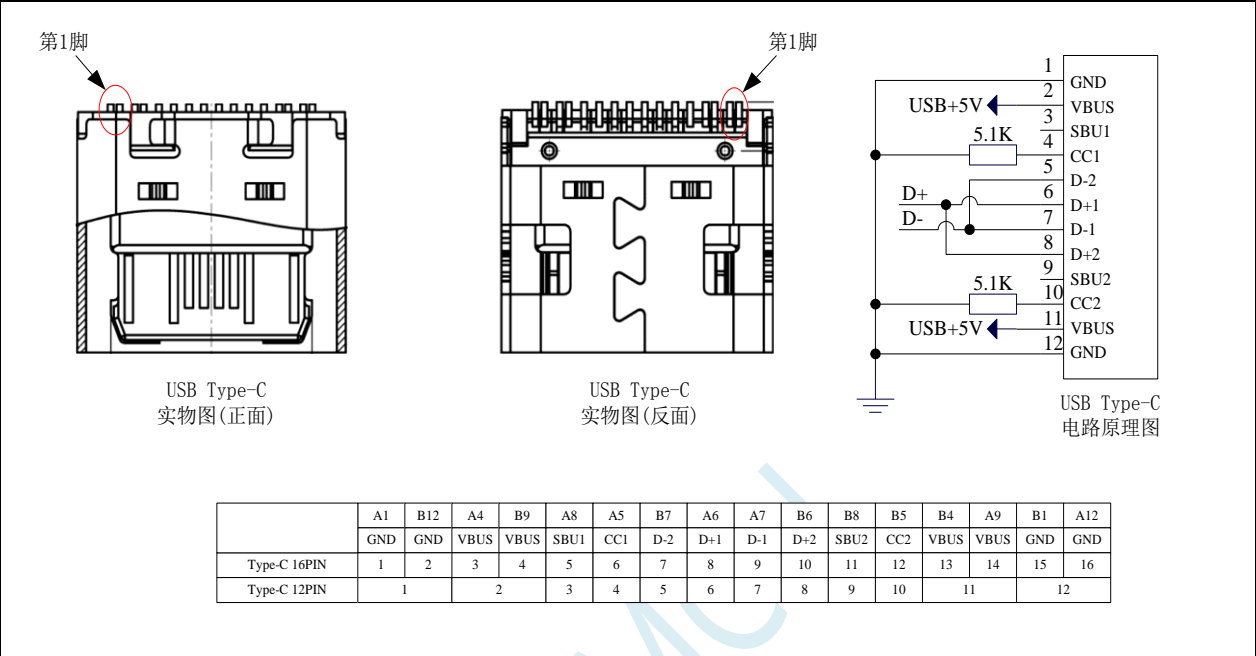 第1脚
第1脚
USB Type-C
实物图(正面)
USB Type-C
实物图(反面)
1 GND
USB+5V 2 VBUS
3 SBU1
5.1K 4 CC1
5 D-2
D+ 6 D+1
D- 7 D-1
8 D+2
9 SBU2
5.1K 10 CC2
USB+5V 11 VBUS
12 GND
USB Type-C
电路原理图
A1 B12 A4 B9 A8 A5 B7 A6 A7 B6 B8 B5 B4 A9 B1 A12
GND GND VBUS VBUS SBU1 CC1 D-2 D+1 D-1 D+2 SBU2 CC2 VBUS VBUS GND GND
Type-C 16PIN 1 2 3 4 5 6 7 8 9 10 11 12 13 14 15 16
Type-C 12PIN 1 2 3 4 5 6 7 8 9 10 11 12